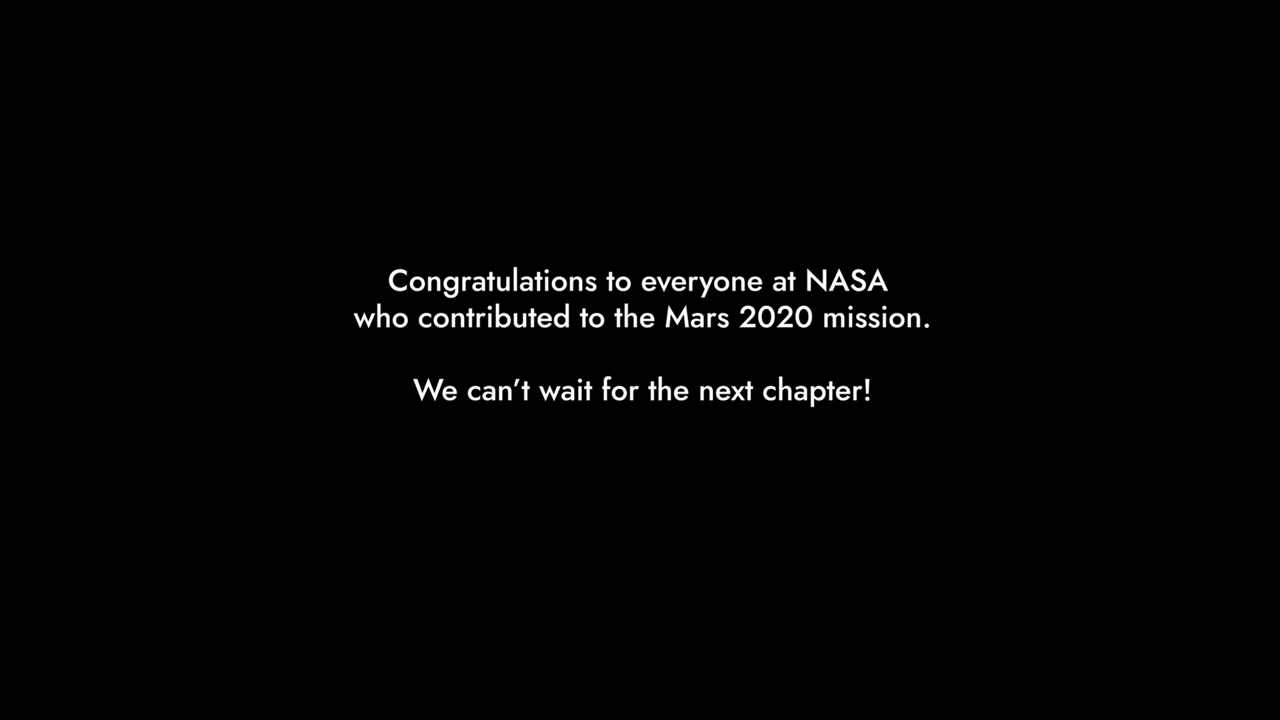 Congratulations to everyone at NASA
who contributed to the Mars 2020 mission.
We can’t wait for the next chapter!